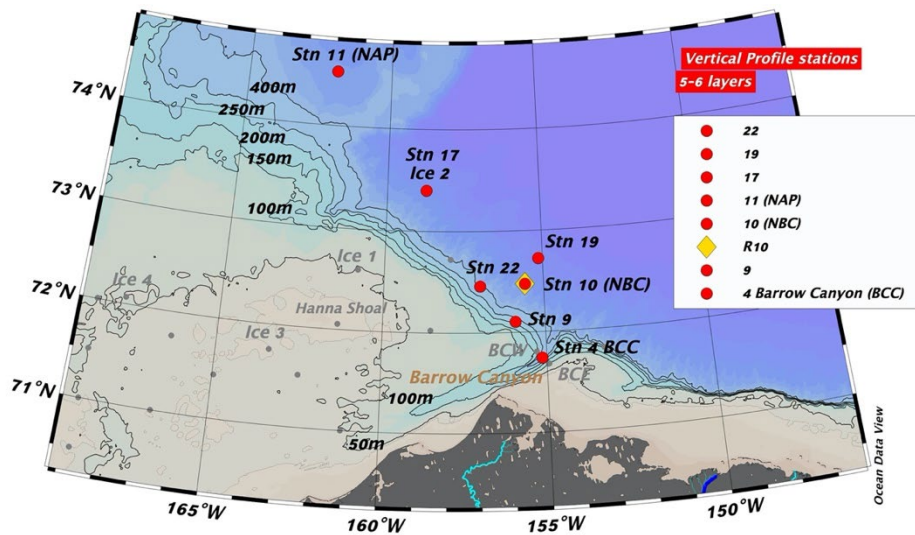 Stn 11 (NAP)
Vertical Profile stations
5-6 layers
74°N
400m
250m
200m
150m
22
19
Stn 17
Ice 2
17
73°N
11 (NAP)
100m
10 (NBC)
Stn 19
R10
Ice 1
Stn 22
9
Ice 4
Stn 10 (NBC)
4 Barrow Canyon (BCC)
72°N
Hanna Shoal
Stn 9
Ice 3
BCW
Stn 4 BCC
Barrow Canyon
BCE
71°N
100m
50m
Ocean Data View
165°W
160°W
155°W
150°W